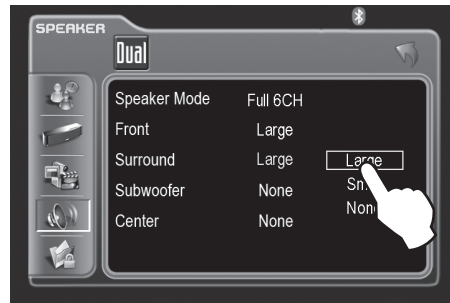 SPEAKER
Dual
Speaker Mode Full 6CH
Front Large
Surround Large Large
Subwoofer None
Center None